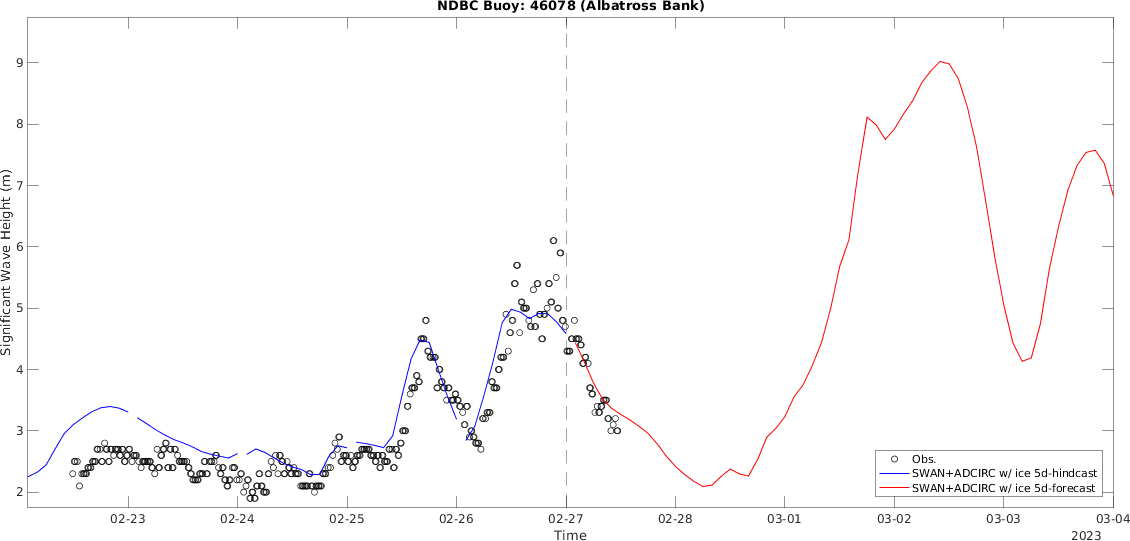 NDBC Buoy: 46078 (Albatross Bank)
Significant Wave Height (m)
9
8
7
6
5
4
3
2
Obs.
SWAN+ADCIRC w/ ice 5d-hindcast
SWAN+ADCIRC w/ ice 5d-forecast
02-23 02-24 02-25 02-26 02-27 02-28 03-01 03-02 03-03 03-04
Time 2023